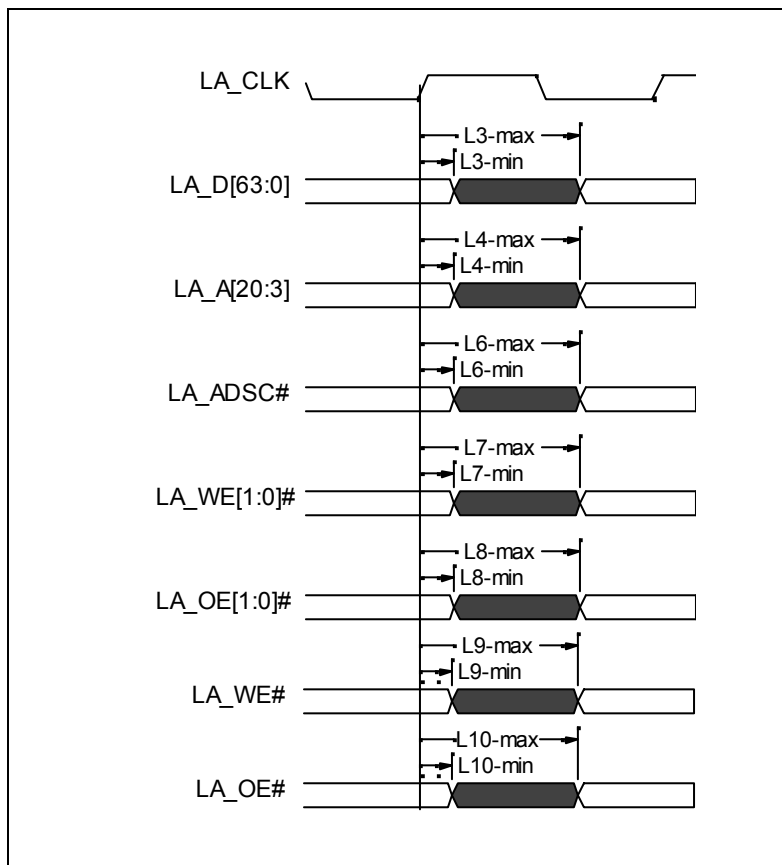 LA_CLK
L3-max
L3-min
LA_D[63:0]
L4-max
L4-min
LA_A[20:3]
L6-max
L6-min
LA_ADSC#
L7-max
L7-min
LA_WE[1:0]#
L8-max
L8-min
LA_OE[1:0]#
L9-max
L9-min
LA_WE#
L10-max
L10-min
LA_OE#